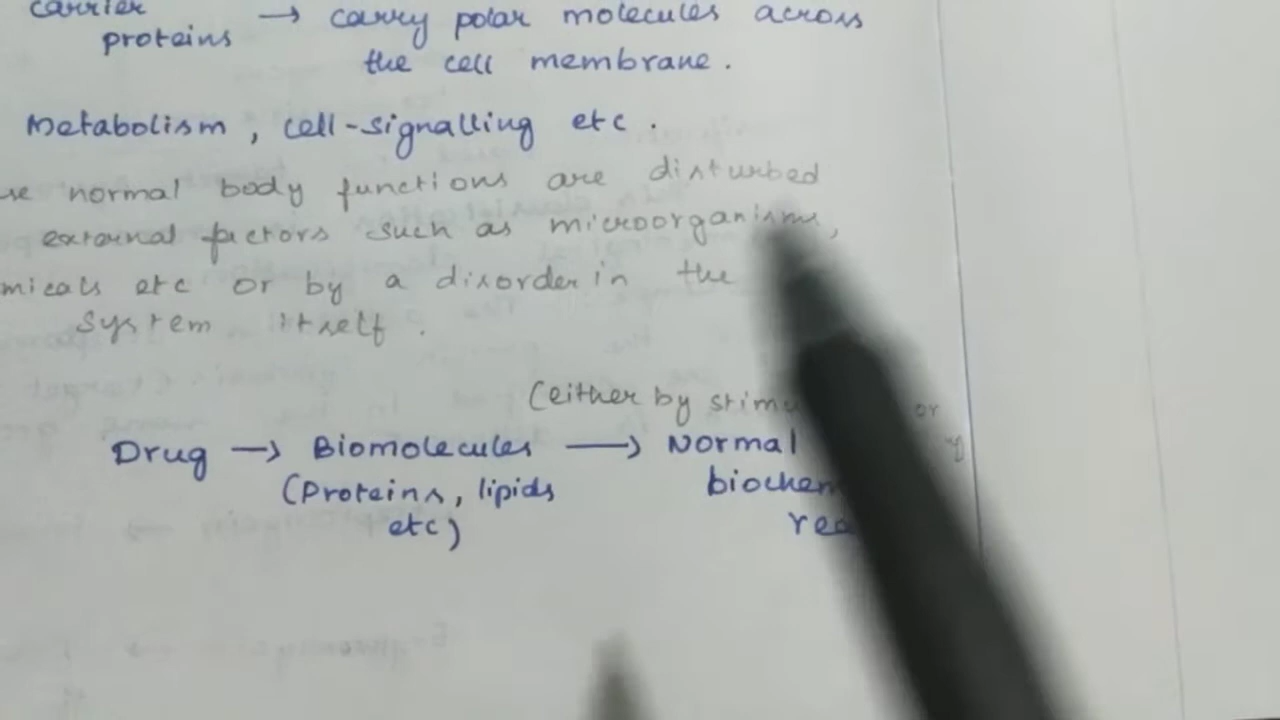 carrier → carry polar molecules across
proteins
the cell membrane.
Metabolism, cell-signalling etc.
normal body functions are disturbed
external factors such as microorganisms,
etc or by a disorder in the
system itself.
(either by or
Drug → Biomolecules → Normal
(Proteins, lipids
etc)